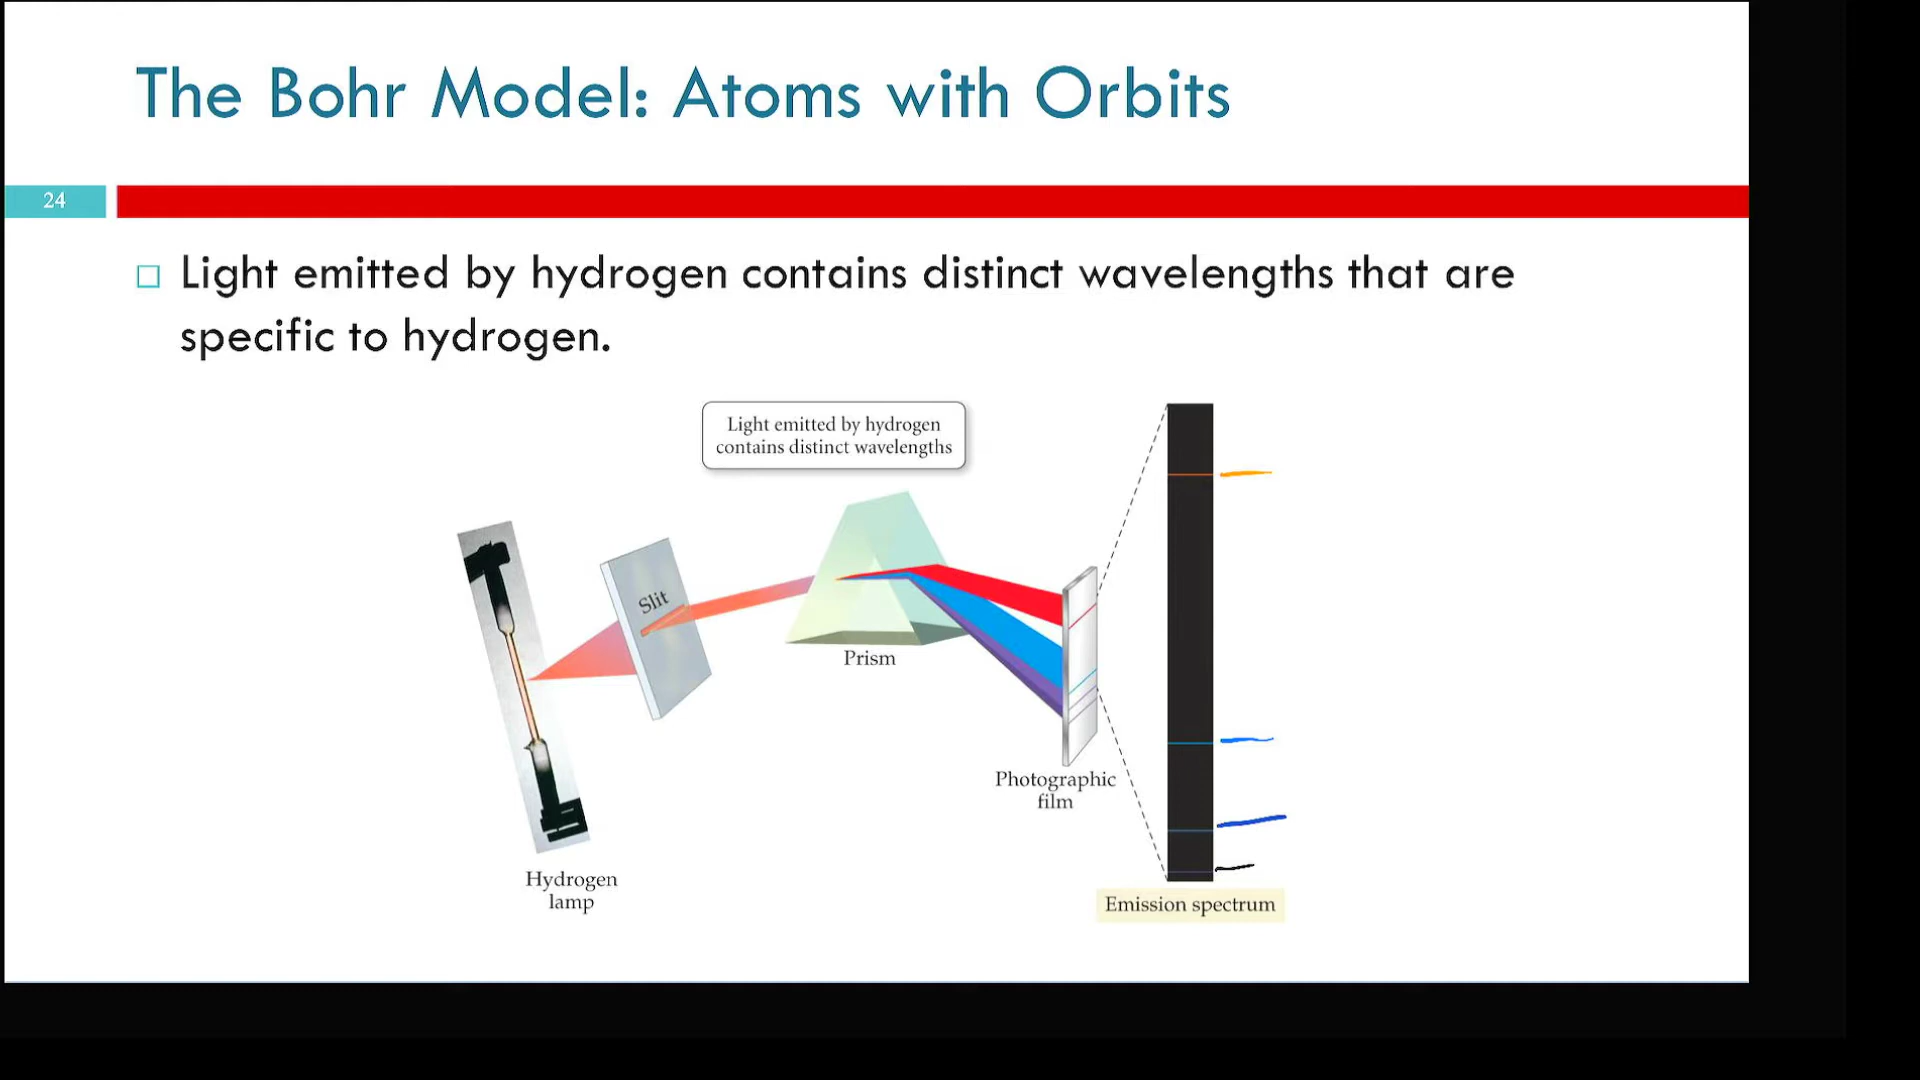 The Bohr Model: Atoms with Orbits
24
Light emitted by hydrogen contains distinct wavelengths that are
specific to hydrogen.
Light emitted by hydrogen
contains distinct wavelengths
Slit
Prism
Photographic
film
Hydrogen
lamp
Emission spectrum